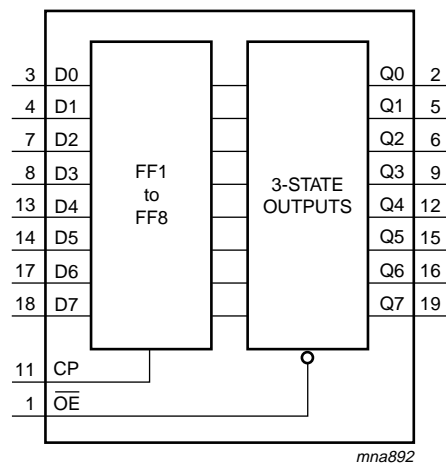 3 D0 Q0 2
4 D1 Q1 5
7 D2 Q2 6
8 D3 Q3 9
13 D4 Q4 12
14 D5 Q5 15
17 D6 Q6 16
18 D7 Q7 19
FF1
to
FF8
3-STATE
OUTPUTS
11 CP
1 O̅E̅
mna892